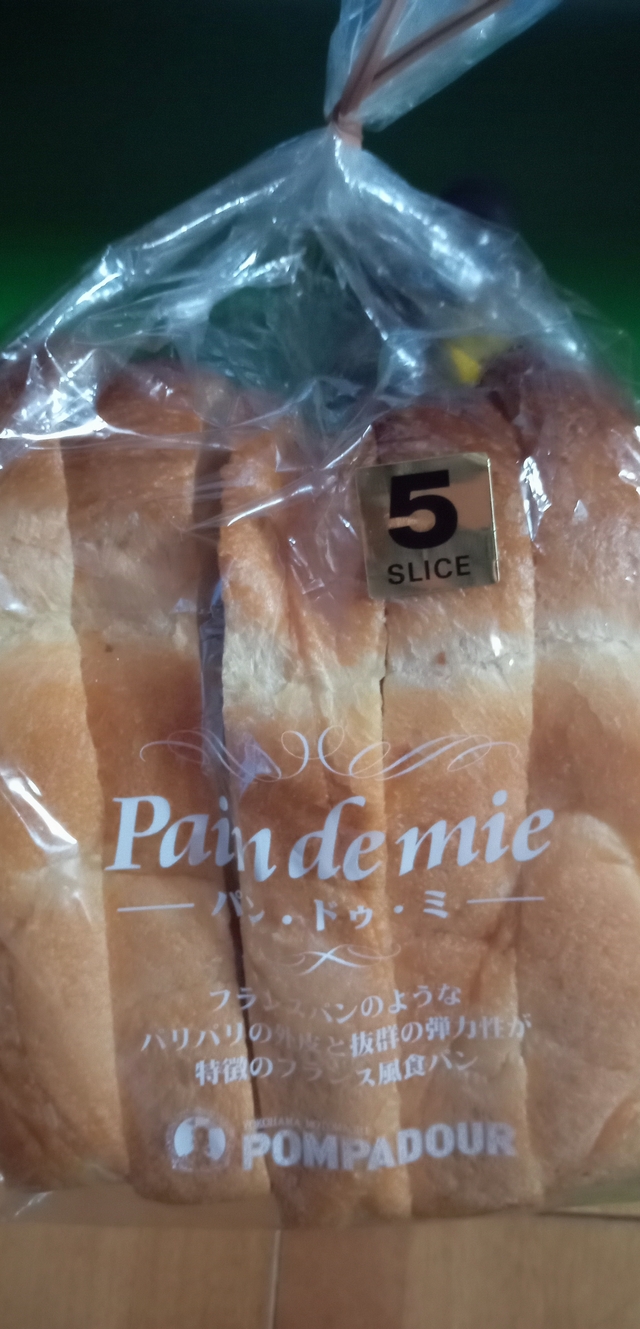 5
SLICE
Pain de mie
パン・ドゥ・ミ
フランスパンのような
バリバリの外皮と抜群の弾力性が
特徴のフランス風食パン
POMPADOUR